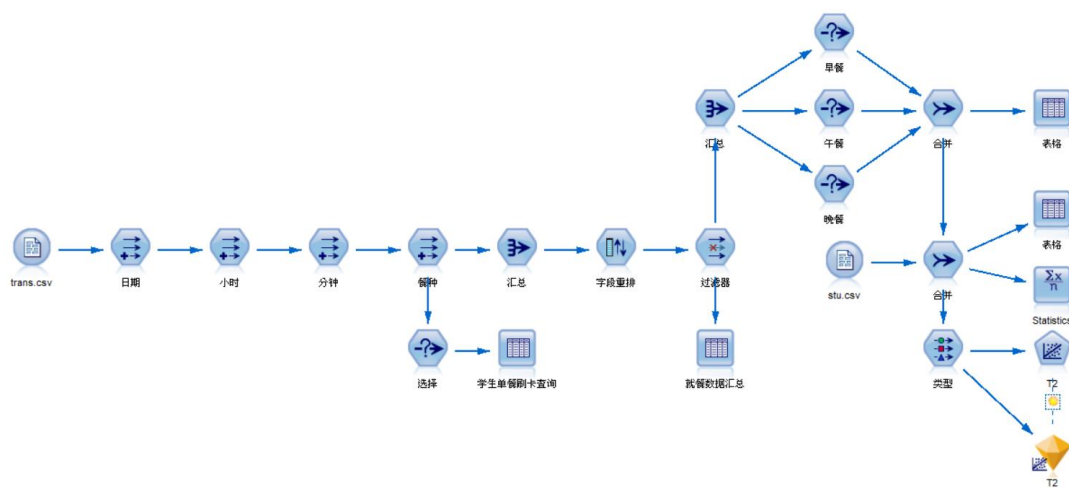 早餐
汇总
午餐
合并
表格
晚餐
表格
trans.csv
日期
小时
分钟
餐种
汇总
字段重排
过滤器
stu.csv
合并
Σx
n
Statistics
选择
学生单餐刷卡查询
就餐数据汇总
类型
T2
T2